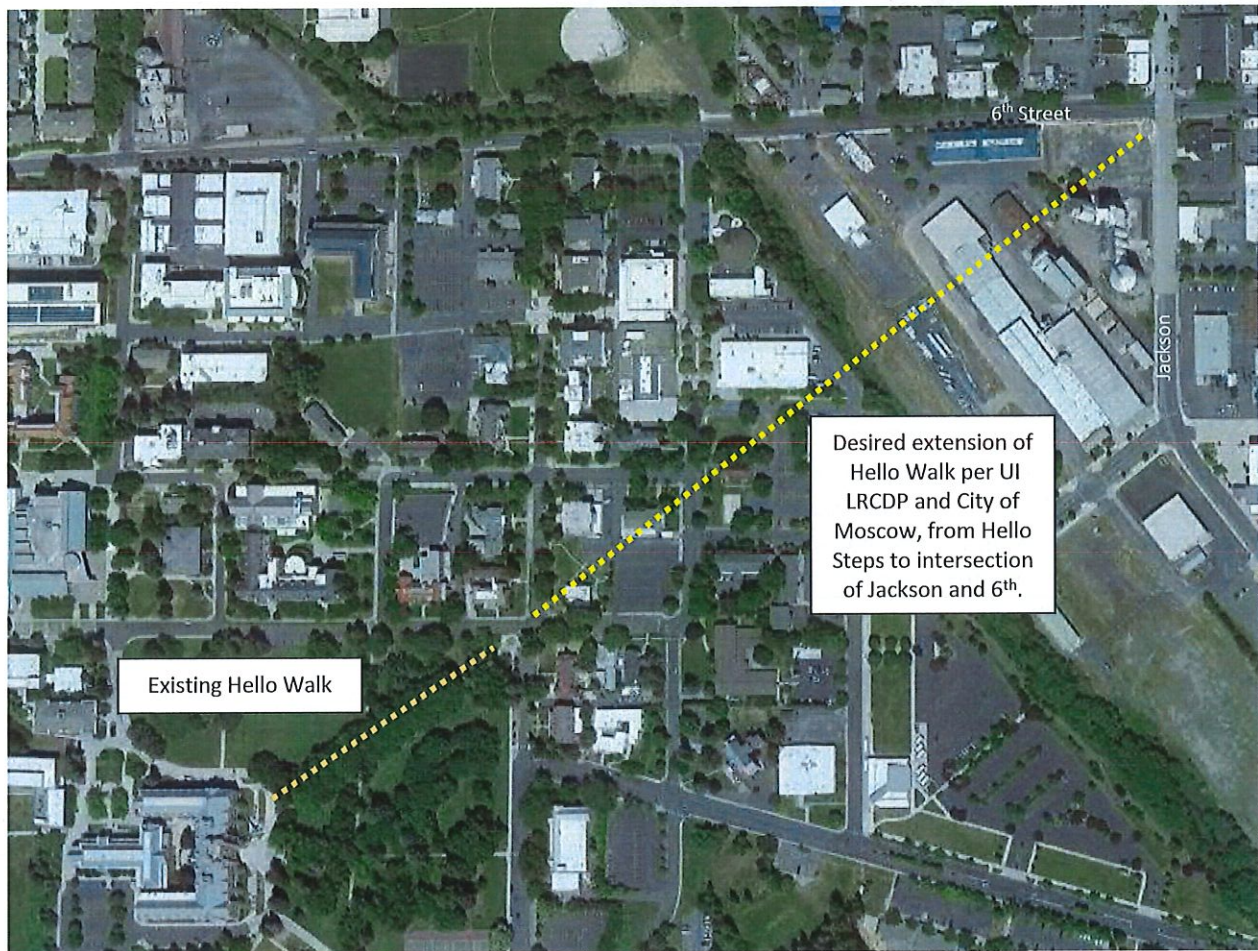 6th Street
Jackson
Desired extension of
Hello Walk per UI
LRCDP and City of
Moscow, from Hello
Steps to intersection
of Jackson and 6th.
Existing Hello Walk